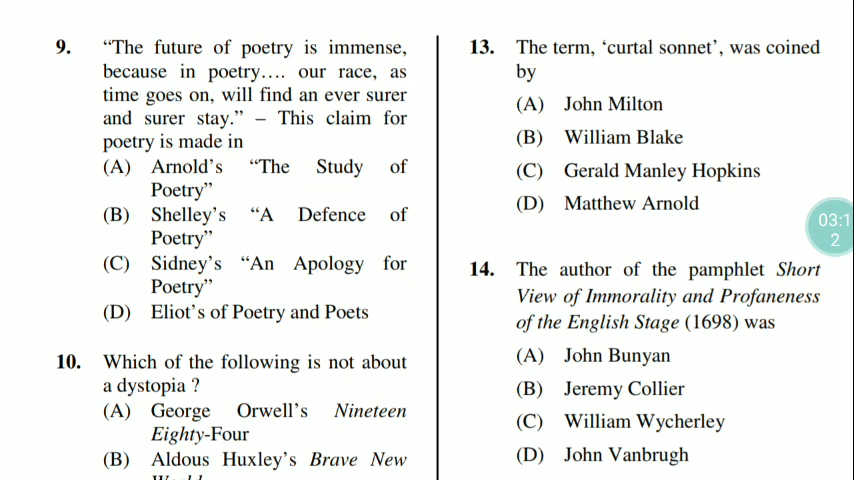 9. “The future of poetry is immense,
because in poetry.... our race, as
time goes on, will find an ever surer
and surer stay.” – This claim for
poetry is made in
(A) Arnold’s “The Study of
Poetry”
(B) Shelley’s “A Defence of
Poetry”
(C) Sidney’s “An Apology for
Poetry”
(D) Eliot’s of Poetry and Poets
10. Which of the following is not about
a dystopia ?
(A) George Orwell’s Nineteen
Eighty-Four
(B) Aldous Huxley’s Brave New
13. The term, ‘curtal sonnet’, was coined
by
(A) John Milton
(B) William Blake
(C) Gerald Manley Hopkins
(D) Matthew Arnold
14. The author of the pamphlet Short
View of Immorality and Profaneness
of the English Stage (1698) was
(A) John Bunyan
(B) Jeremy Collier
(C) William Wycherley
(D) John Vanbrugh
03:1
2